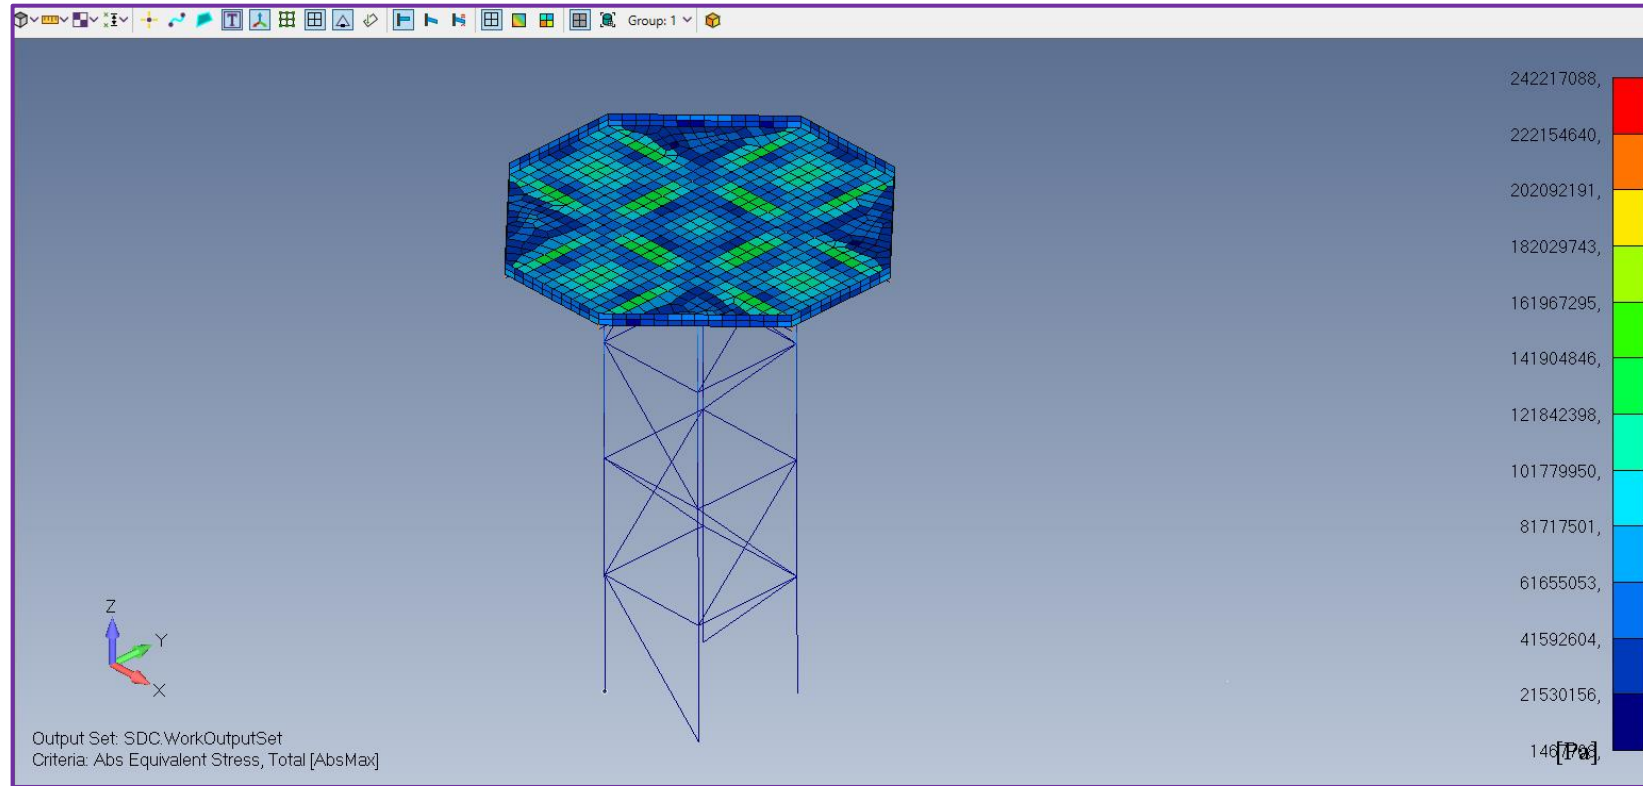 Group: 1
242217088,
222154640,
202092191,
182029743,
161967295,
141904846,
121842398,
101779950,
81717501,
61655053,
41592604,
21530156,
[Pa]
Z
Y
X
Output Set: SDC.WorkOutputSet
Criteria: Abs Equivalent Stress, Total [AbsMax]